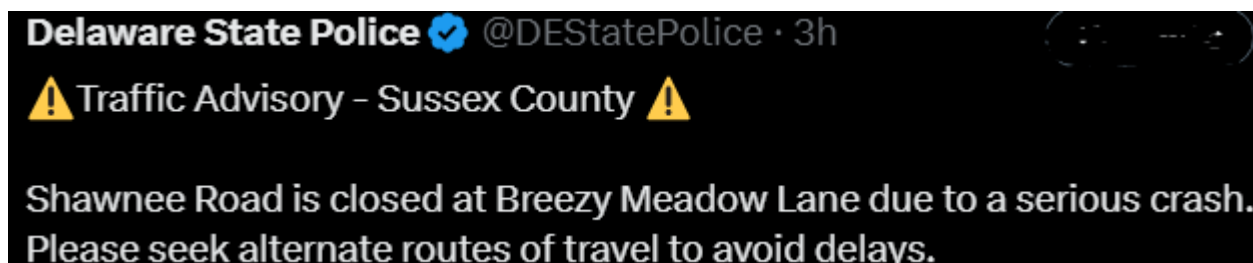 Delaware State Police @DEStatePolice · 3h
⚠️Traffic Advisory – Sussex County ⚠️
Shawnee Road is closed at Breezy Meadow Lane due to a serious crash.
Please seek alternate routes of travel to avoid delays.